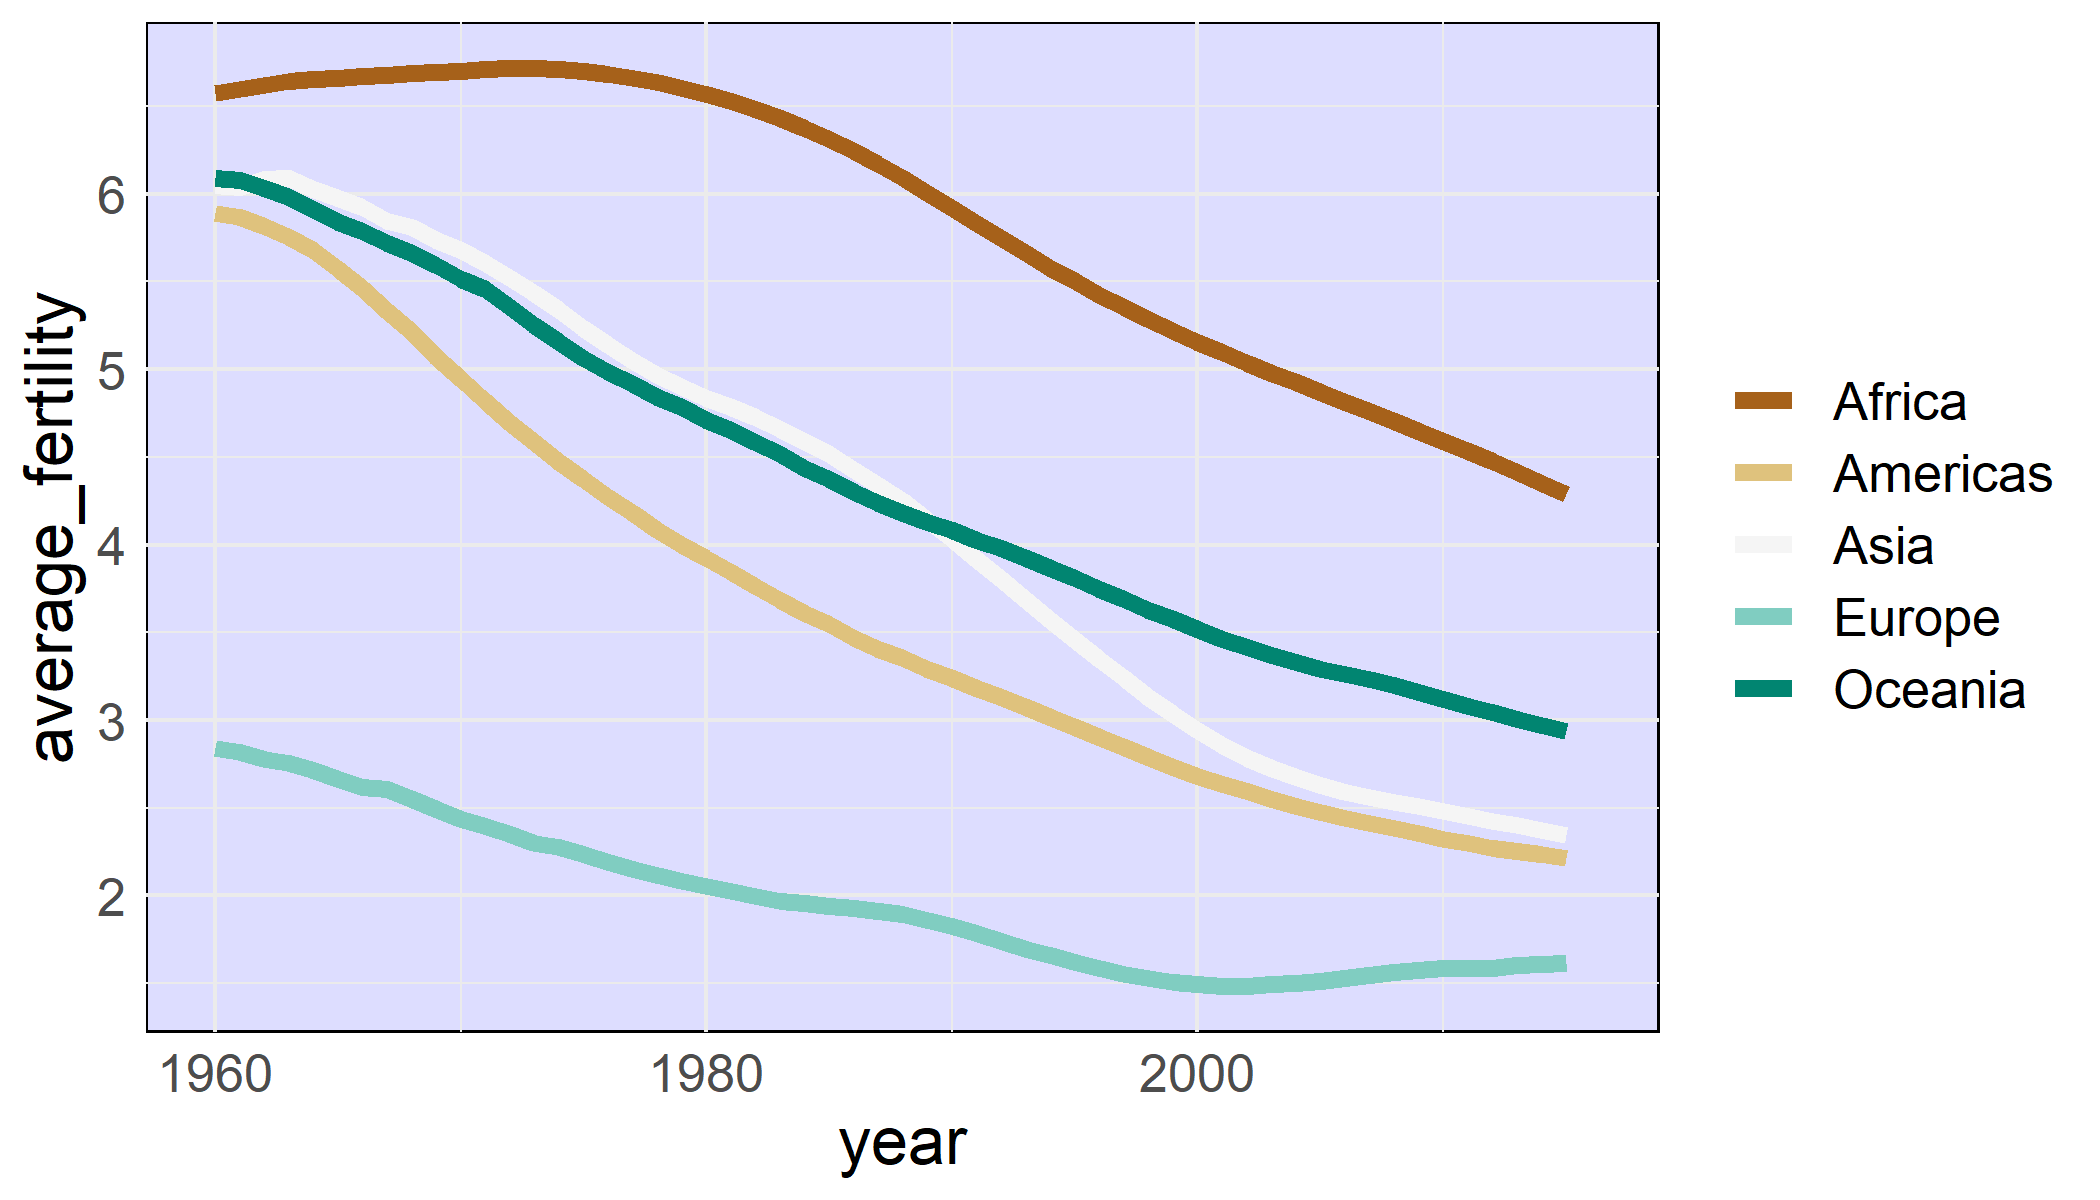 average_fertility
6
5
4
3
2
1960
1980
2000
year
Africa
Americas
Asia
Europe
Oceania